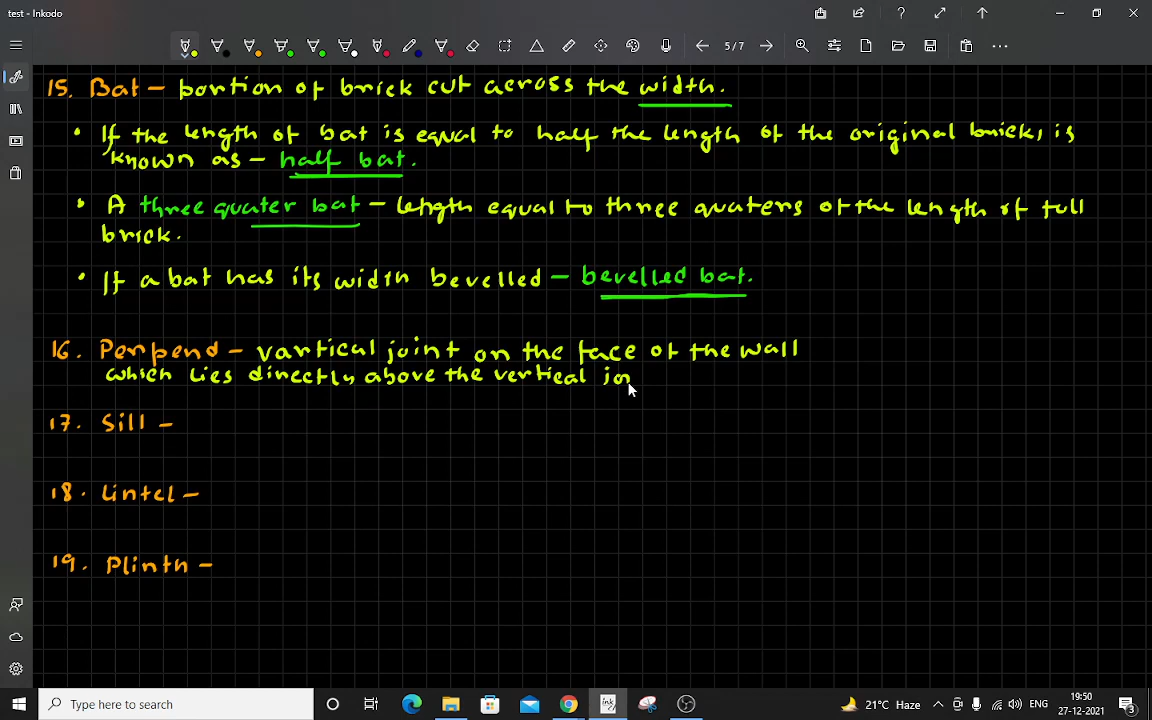 test - Inkodo
5/7
15. Bat – portion of brick cut across the width.
• If the length of bat is equal to half the length of the original bricks, is
known as – half bat.
• A three quater bat – length equal to three quaters of the length of full
brick.
• If a bat has its width bevelled – bevelled bat.
16. Perpend – vartical joint on the face of the wall
which lies directly above the vertical jo
17. Sill –
18. Lintel –
19. Plinth –
Type here to search
21°C Haze
ENG
19:50
27-12-2021
3